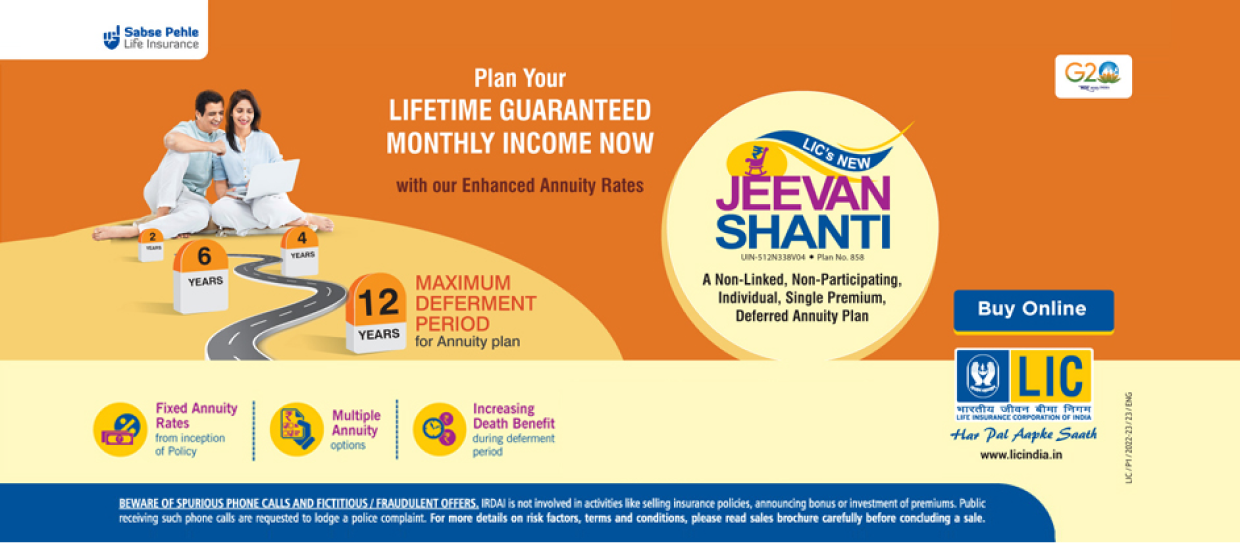 Sabse Pehle
Life Insurance
G20
Plan Your
LIFETIME GUARANTEED
MONTHLY INCOME NOW
with our Enhanced Annuity Rates
LIC's NEW
JEEVAN
SHANTI
UIN-512N338V04 • Plan No. 858
A Non-Linked, Non-Participating,
Individual, Single Premium,
Deferred Annuity Plan
2
YEARS
4
YEARS
6
YEARS
12
YEARS
MAXIMUM
DEFERMENT
PERIOD
for Annuity plan
Buy Online
LIC
भारतीय जीवन बीमा निगम
LIFE INSURANCE CORPORATION OF INDIA
Har Pal Aapke Saath
www.licindia.in
LIC / P1 / 2022-23 / 23 / ENG
Fixed Annuity
Rates
from inception
of Policy
Multiple
Annuity
options
Increasing
Death Benefit
during deferment
period
BEWARE OF SPURIOUS PHONE CALLS AND FICTITIOUS / FRAUDULENT OFFERS. IRDAI is not involved in activities like selling insurance policies, announcing bonus or investment of premiums. Public
receiving such phone calls are requested to lodge a police complaint. For more details on risk factors, terms and conditions, please read sales brochure carefully before concluding a sale.